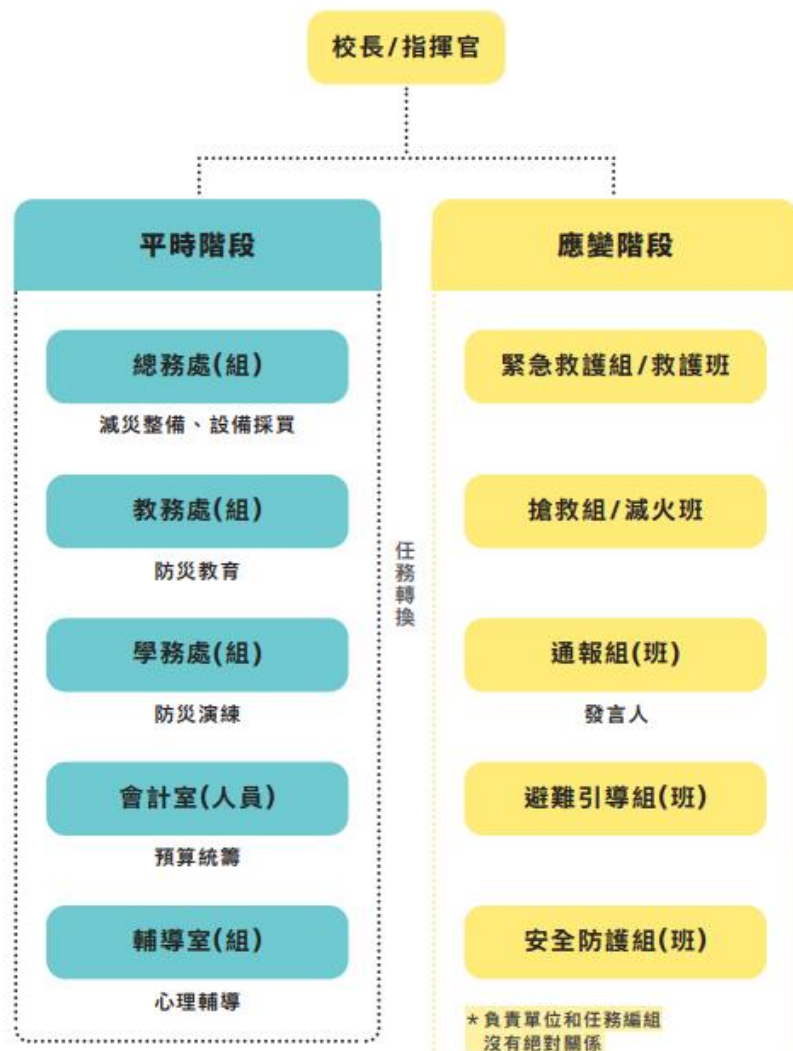 校長/指揮官
平時階段
總務處(組)
減災整備、設備採買
教務處(組)
防災教育
學務處(組)
防災演練
會計室(人員)
預算統籌
輔導室(組)
心理輔導
任務轉換
應變階段
緊急救護組/救護班
搶救組/滅火班
通報組(班)
發言人
避難引導組(班)
安全防護組(班)
*負責單位和任務編組
沒有絕對關係